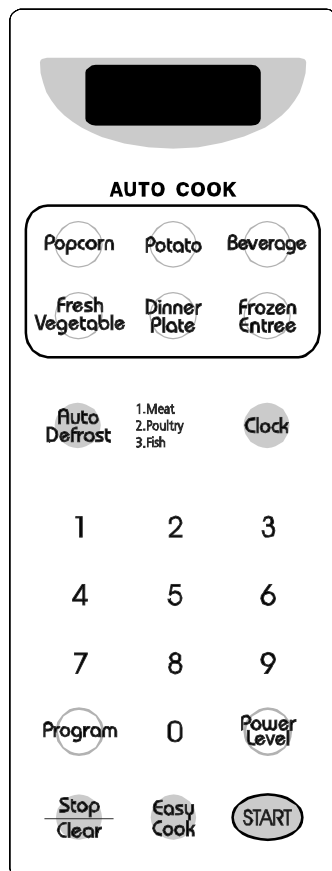 AUTO COOK
Popcorn Potato Beverage
Fresh Vegetable
Dinner Plate
Frozen Entree
Auto Defrost
1.Meat
2.Poultry
3.Fish
Clock
1 2 3
4 5 6
7 8 9
Program 0 Power Level
Stop
Clear
Easy Cook
START